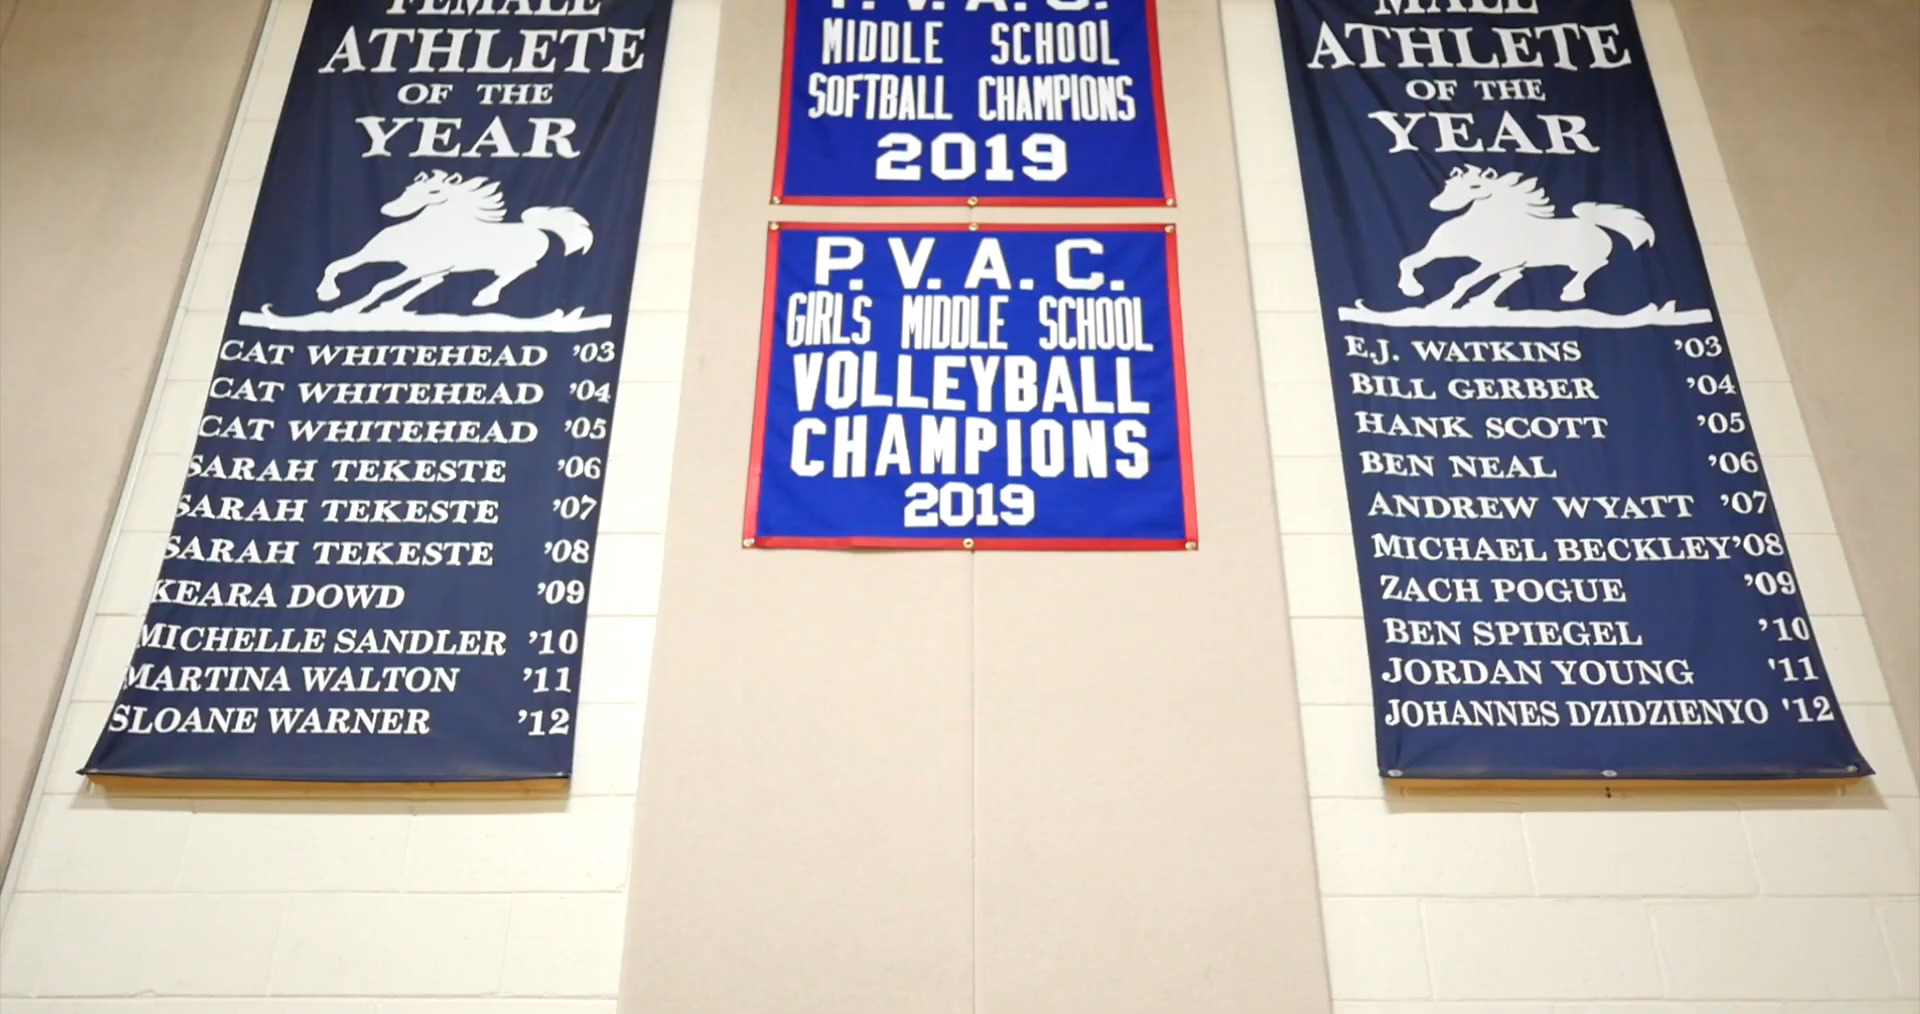 FEMALE
ATHLETE
OF THE
YEAR
CAT WHITEHEAD '03
CAT WHITEHEAD '04
CAT WHITEHEAD '05
SARAH TEKESTE '06
SARAH TEKESTE '07
SARAH TEKESTE '08
KEARA DOWD '09
MICHELLE SANDLER '10
MARTINA WALTON '11
SLOANE WARNER '12
P. V. A. C.
MIDDLE SCHOOL
SOFTBALL CHAMPIONS
2019
P. V. A. C.
GIRLS MIDDLE SCHOOL
VOLLEYBALL
CHAMPIONS
2019
MALE
ATHLETE
OF THE
YEAR
E.J. WATKINS '03
BILL GERBER '04
HANK SCOTT '05
BEN NEAL '06
ANDREW WYATT '07
MICHAEL BECKLEY '08
ZACH POGUE '09
BEN SPIEGEL '10
JORDAN YOUNG '11
JOHANNES DZIDZIENYO '12